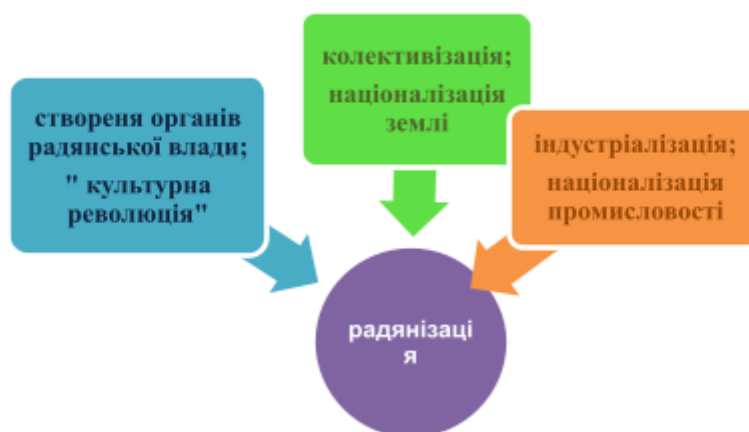 створеня органів
радянської влади;
" культурна
революція"
колективізація;
націоналізація
землі
індустріалізація;
націоналізація
промисловості
радянізаці
я